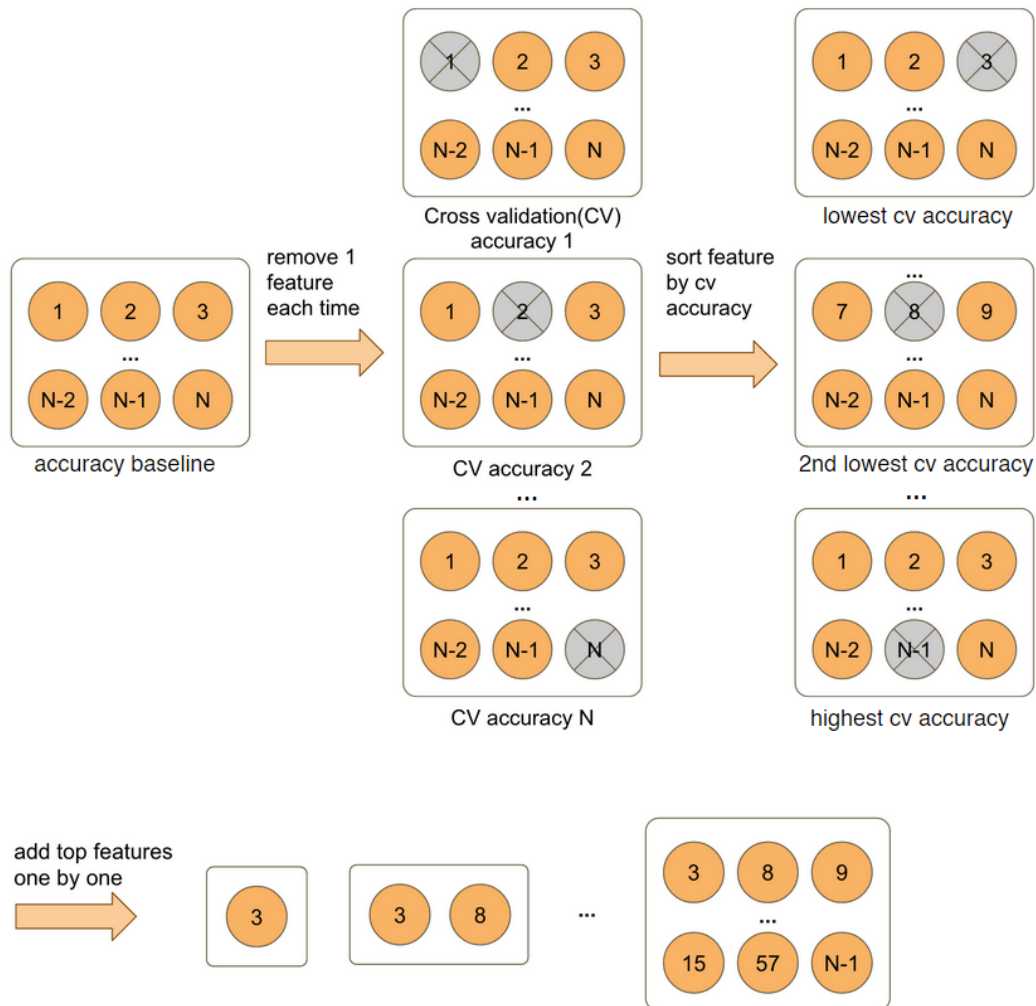 1 2 3
...
N-2 N-1 N
Cross validation(CV)
accuracy 1
1 2 3
...
N-2 N-1 N
lowest cv accuracy
1 2 3
...
N-2 N-1 N
accuracy baseline
remove 1
feature
each time
1 2 3
...
N-2 N-1 N
CV accuracy 2
...
sort feature
by cv
accuracy
...
7 8 9
...
N-2 N-1 N
2nd lowest cv accuracy
...
1 2 3
...
N-2 N-1 N
CV accuracy N
1 2 3
...
N-2 N-1 N
highest cv accuracy
add top features
one by one
3
3 8
...
3 8 9
...
15 57 N-1